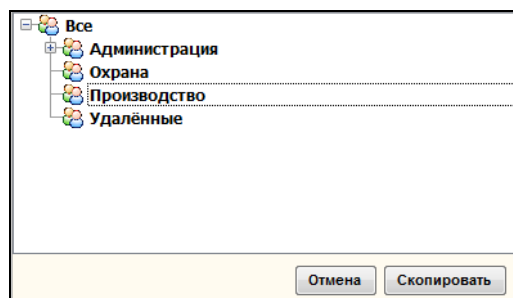 Все
Администрация
Охрана
Производство
Удалённые
Отмена Скопировать